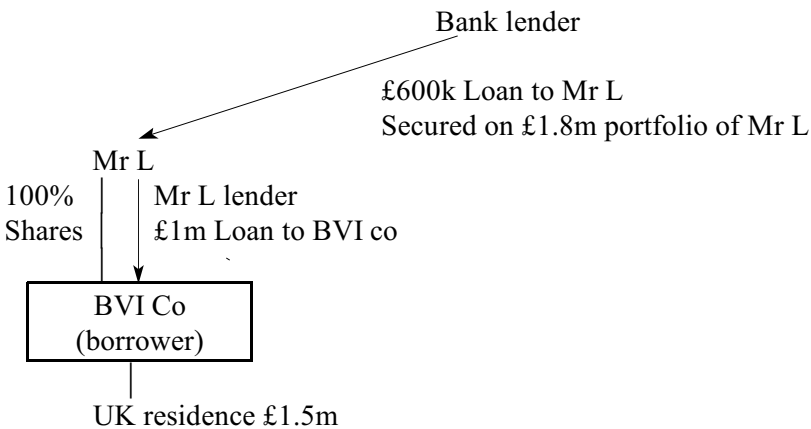 Bank lender
£600k Loan to Mr L
Secured on £1.8m portfolio of Mr L
Mr L
100%
Shares
Mr L lender
£1m Loan to BVI co
BVI Co
(borrower)
UK residence £1.5m